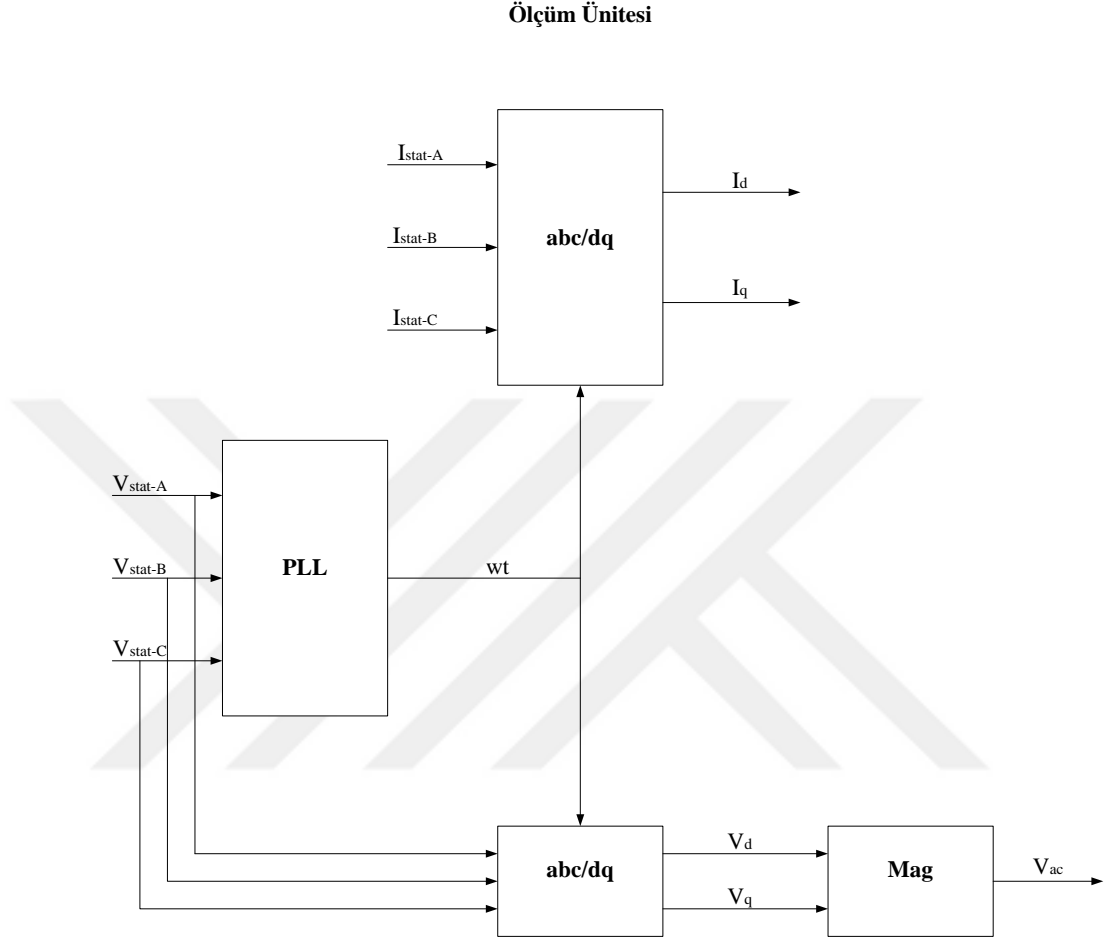 Ölçüm Ünitesi
Istat-A
Id
Istat-B
abc/dq
Iq
Istat-C
Vstat-A
Vstat-B
PLL
wt
Vstat-C
Vd
abc/dq
Mag
Vac
Vq